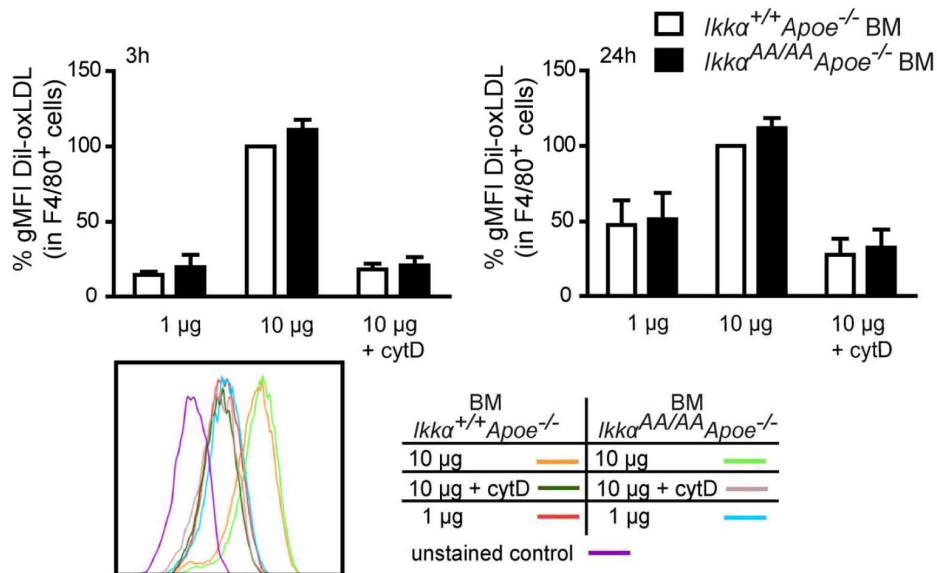 Ikkα+/+Apoe-/- BM
IkkαAA/AAApoe-/- BM
3h
150
100
50
0
% gMFI Dil-oxLDL
(in F4/80+ cells)
1 µg
10 µg
10 µg
+ cytD
24h
150
100
50
0
% gMFI Dil-oxLDL
(in F4/80+ cells)
1 µg
10 µg
10 µg
+ cytD
BM
Ikkα+/+Apoe-/-
BM
IkkαAA/AAApoe-/-
10 µg
10 µg
10 µg + cytD
10 µg + cytD
1 µg
1 µg
unstained control